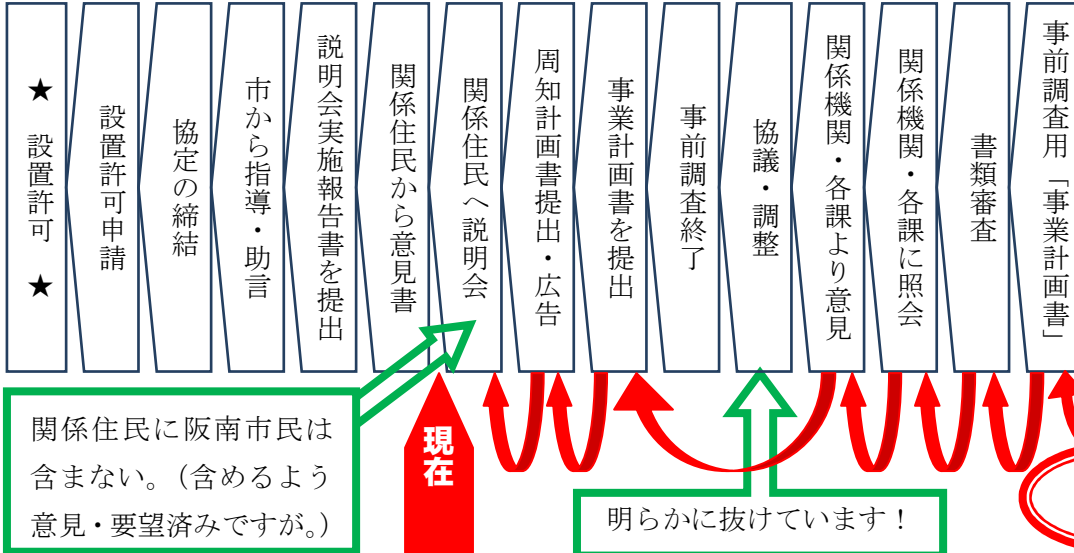 事前調査用「事業計画書」
書類審査
関係機関・各課に照会
関係機関・各課より意見
協議・調整
事前調査終了
事業計画書を提出
周知計画書提出・広告
関係住民へ説明会
関係住民から意見書
説明会実施報告書を提出
市から指導・助言
協定の締結
設置許可申請
★ 設置許可 ★
現在
関係住民に阪南市民は
含まない。（含めるよう
意見・要望済みですが。）
明らかに抜けています！